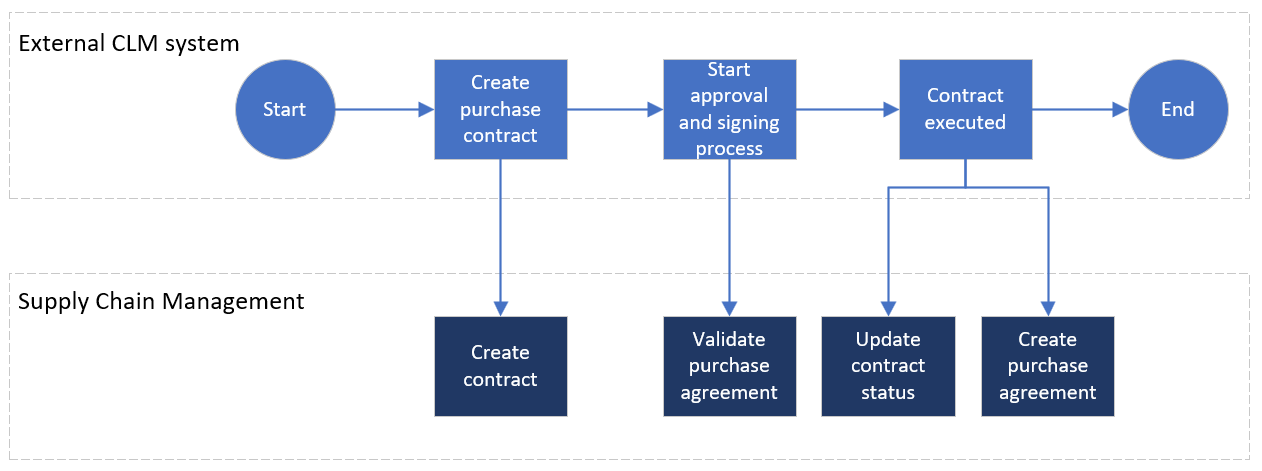 External CLM system
Start
Create
purchase
contract
Start
approval
and signing
process
Contract
executed
End
Supply Chain Management
Create
contract
Validate
purchase
agreement
Update
contract
status
Create
purchase
agreement